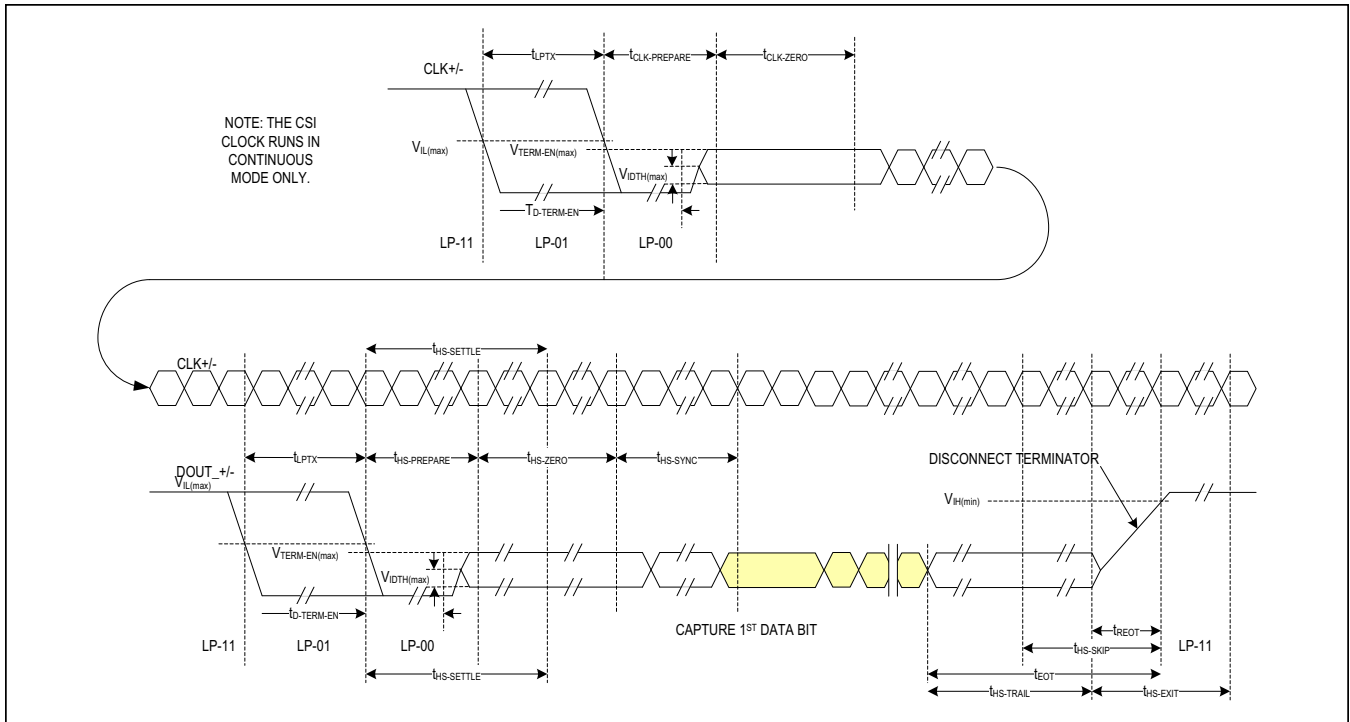 tLPTX
tCLK-PREPARE
tCLK-ZERO
CLK+/-
NOTE: THE CSI
CLOCK RUNS IN
CONTINUOUS
MODE ONLY.
VIL(max)
VTERM-EN(max)
VIDTH(max)
TD-TERM-EN
LP-11
LP-01
LP-00
tHS-SETTLE
CLK+/-
tLPTX
tHS-PREPARE
tHS-ZERO
tHS-SYNC
DISCONNECT TERMINATOR
DOUT_+/-
VIL(max)
VIH(min)
VTERM-EN(max)
VIDTH(max)
tD-TERM-EN
CAPTURE 1ST DATA BIT
tREOT
LP-11
LP-01
LP-00
tHS-SKIP
LP-11
tHS-SETTLE
tEOT
tHS-TRAIL
tHS-EXIT